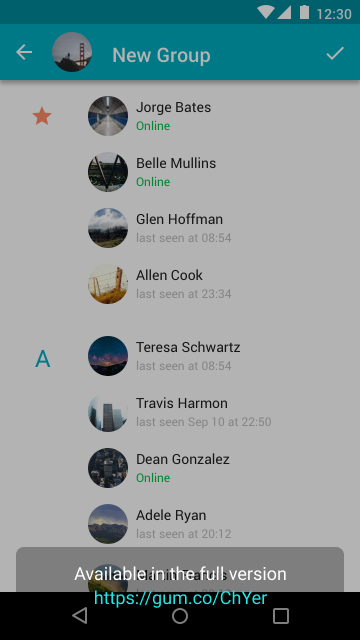 12:30
New Group
Jorge Bates
Online
Belle Mullins
Online
Glen Hoffman
last seen at 08:54
Allen Cook
last seen at 23:34
A
Teresa Schwartz
last seen at 08:54
Travis Harmon
last seen Sep 10 at 22:50
Dean Gonzalez
Online
Adele Ryan
last seen at 20:12
Available in the full version
https://gum.co/ChYer